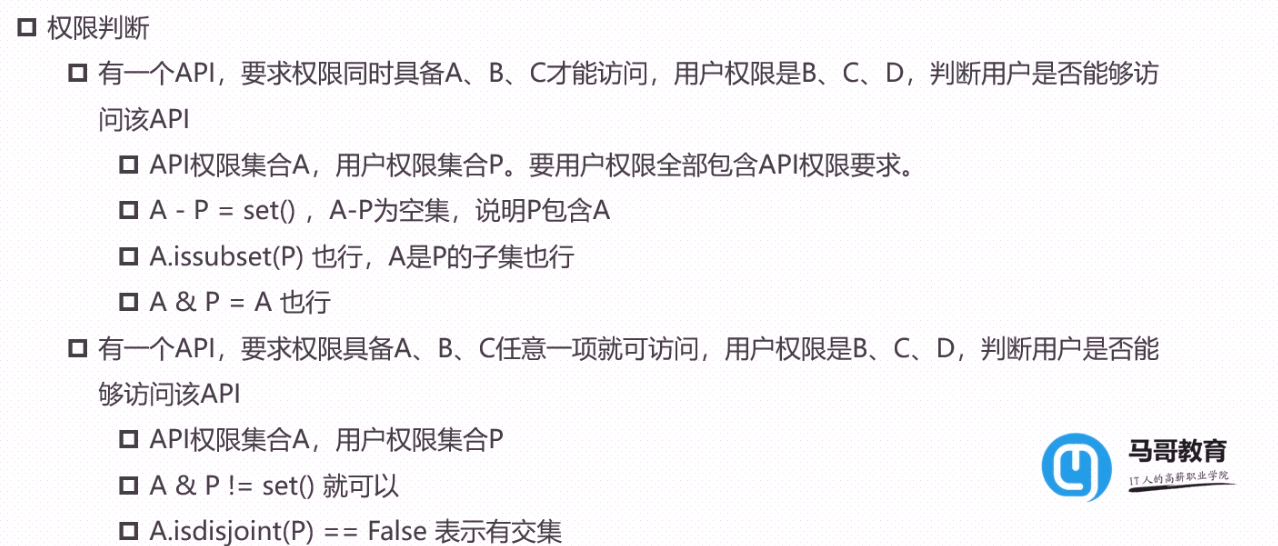 权限判断
有一个API，要求权限同时具备A、B、C才能访问，用户权限是B、C、D，判断用户是否能够访
问该API
API权限集合A，用户权限集合P。要用户权限全部包含API权限要求。
A - P = set() ，A-P为空集，说明P包含A
A.issubset(P) 也行，A是P的子集也行
A & P = A 也行
有一个API，要求权限具备A、B、C任意一项就可访问，用户权限是B、C、D，判断用户是否能
够访问该API
API权限集合A，用户权限集合P
A & P != set() 就可以
A.isdisjoint(P) == False 表示有交集
马哥教育
IT人的高薪职业学院